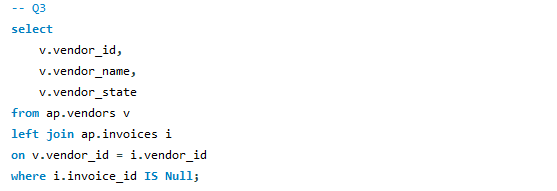 -- Q3
select
    v.vendor_id,
    v.vendor_name,
    v.vendor_state
from ap.vendors v
left join ap.invoices i
on v.vendor_id = i.vendor_id
where i.invoice_id IS Null;